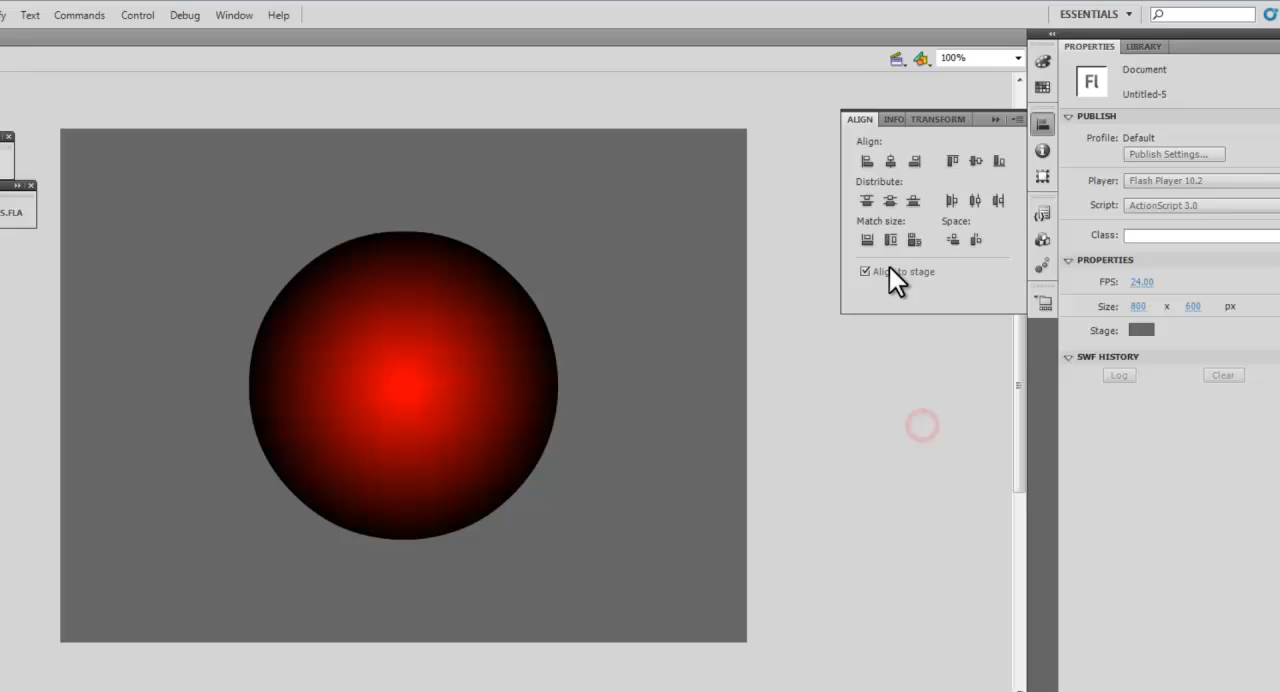 fy Text Commands Control Debug Window Help
ESSENTIALS
100%
PROPERTIES LIBRARY
Fl
Document
Untitled-5
PUBLISH
Profile: Default
Publish Settings...
Player: Flash Player 10.2
Script: ActionScript 3.0
Class:
PROPERTIES
FPS: 24.00
Size: 800 x 600 px
Stage:
SWF HISTORY
Log Clear
ALIGN INFO TRANSFORM
Align:
Distribute:
Match size: Space:
Align to stage
S.FLA